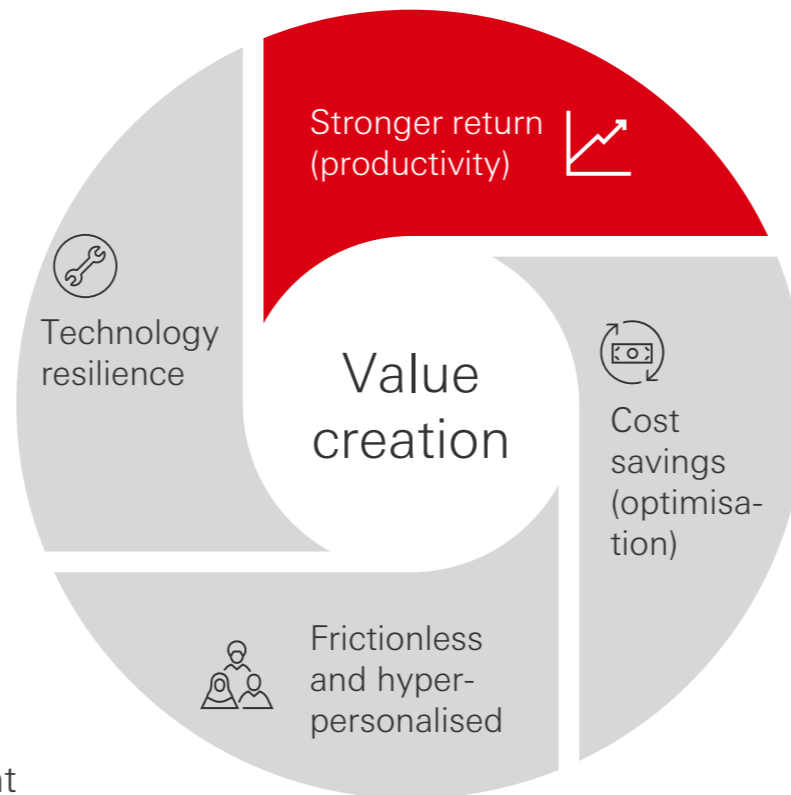 Stronger return
(productivity)
Technology
resilience
Value
creation
Cost
savings
(optimisa-
tion)
Frictionless
and hyper-
personalised